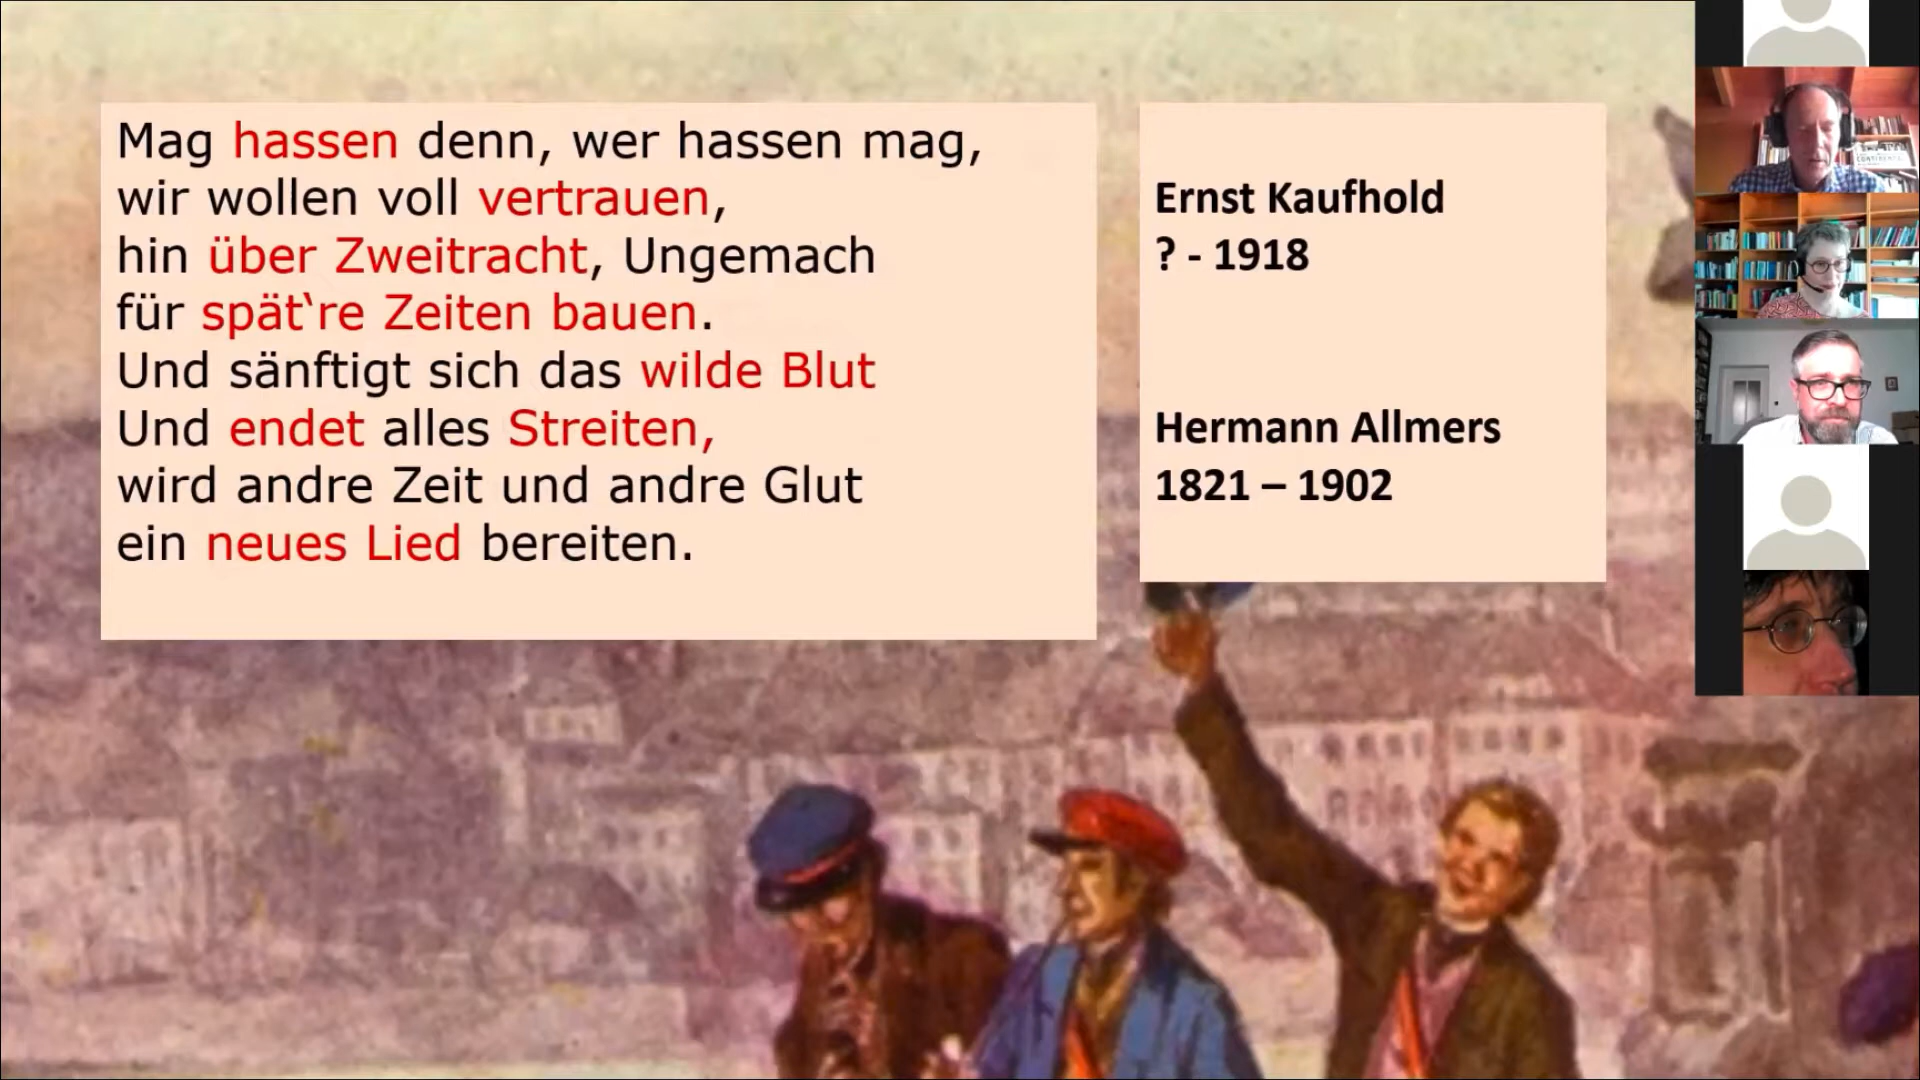 Mag hassen denn, wer hassen mag,
wir wollen voll vertrauen,
hin über Zweitracht, Ungemach
für spät‘re Zeiten bauen.
Und sänftigt sich das wilde Blut
Und endet alles Streiten,
wird andre Zeit und andre Glut
ein neues Lied bereiten.
Ernst Kaufhold
? - 1918
Hermann Allmers
1821 – 1902